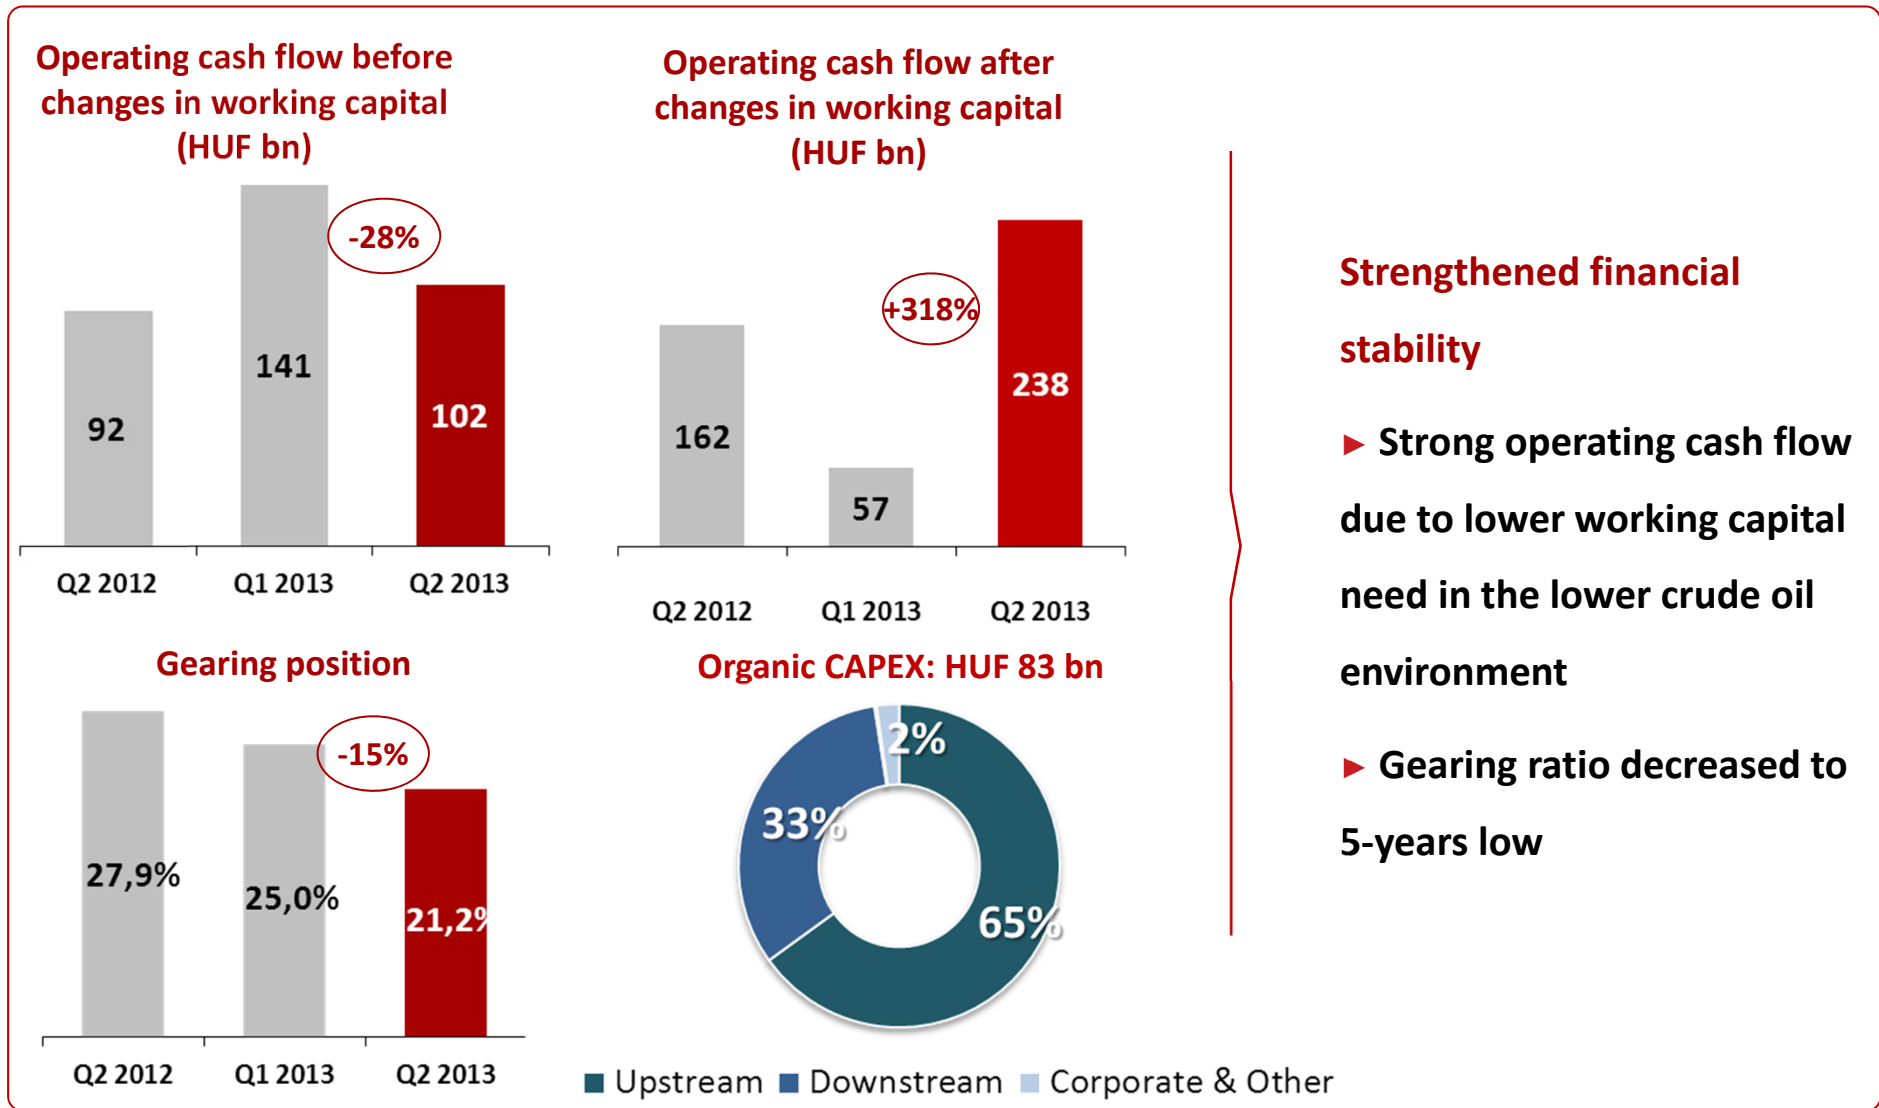 Operating cash flow before
changes in working capital
(HUF bn)
-28%
92
141
102
Q2 2012
Q1 2013
Q2 2013
Operating cash flow after
changes in working capital
(HUF bn)
+318%
162
57
238
Q2 2012
Q1 2013
Q2 2013
Gearing position
-15%
27,9%
25,0%
21,2%
Q2 2012
Q1 2013
Q2 2013
Organic CAPEX: HUF 83 bn
2%
33%
65%
Upstream
Downstream
Corporate & Other
Strengthened financial
stability
► Strong operating cash flow
due to lower working capital
need in the lower crude oil
environment
► Gearing ratio decreased to
5-years low